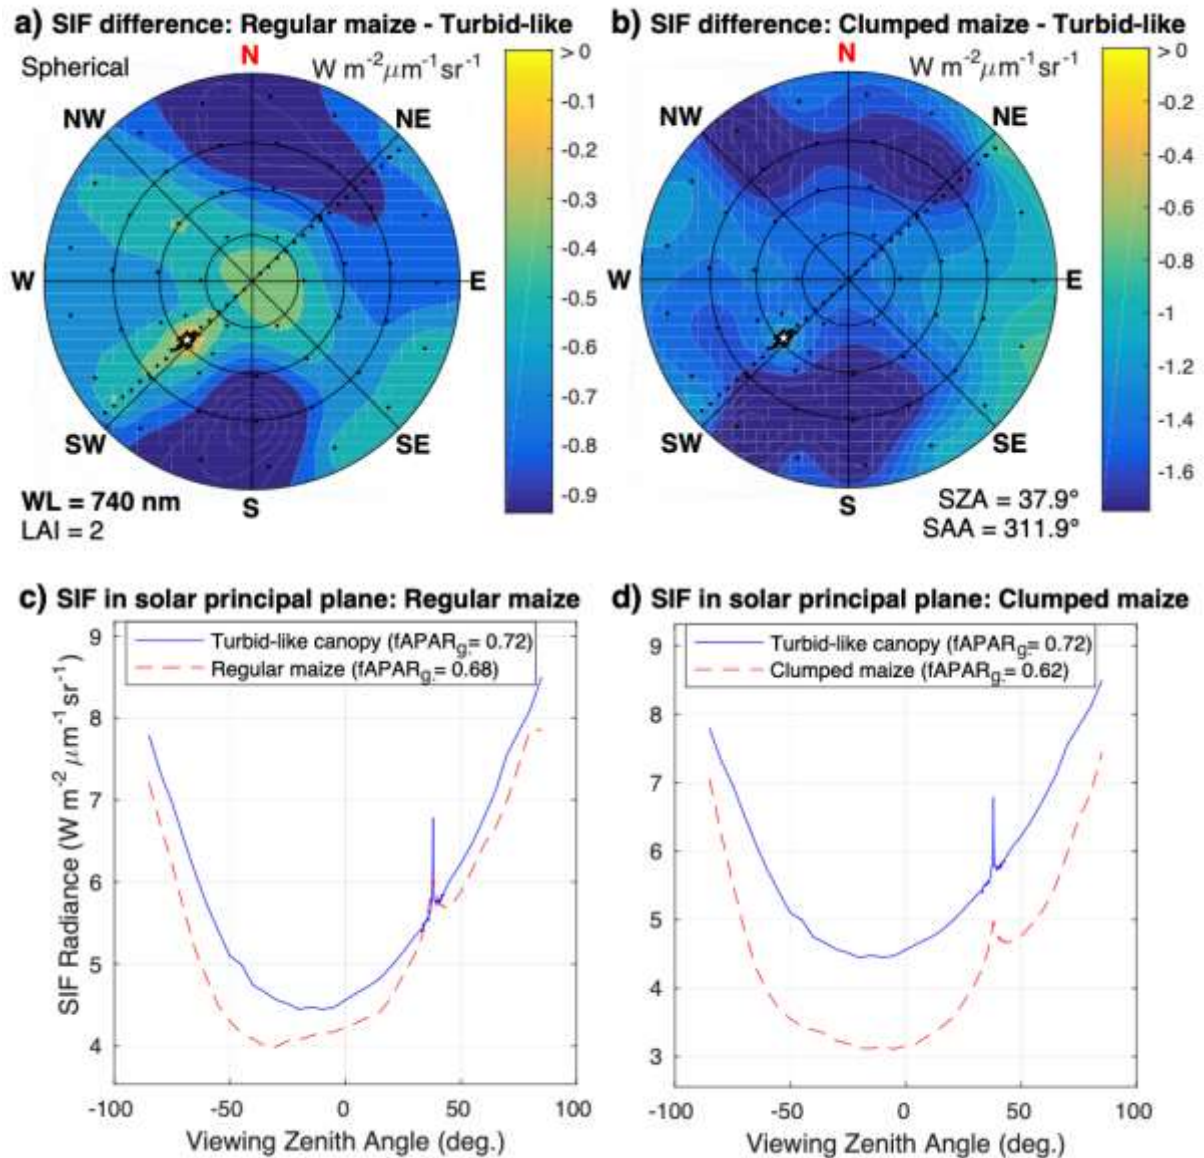 a) SIF difference: Regular maize - Turbid-like
Spherical
W m-2μm-1sr-1
N
NW
NE
W
E
SW
SE
S
> 0
-0.1
-0.2
-0.3
-0.4
-0.5
-0.6
-0.7
-0.8
-0.9
WL = 740 nm
LAI = 2
b) SIF difference: Clumped maize - Turbid-like
W m-2μm-1sr-1
N
NW
NE
W
E
SW
SE
S
> 0
-0.2
-0.4
-0.6
-0.8
-1
-1.2
-1.4
-1.6
SZA = 37.9°
SAA = 311.9°
c) SIF in solar principal plane: Regular maize
Turbid-like canopy (fAPARg= 0.72)
Regular maize (fAPARg= 0.68)
SIF Radiance (W m-2 μm-1sr-1)
9
8
7
6
5
4
-100
-50
0
50
100
Viewing Zenith Angle (deg.)
d) SIF in solar principal plane: Clumped maize
Turbid-like canopy (fAPARg= 0.72)
Clumped maize (fAPARg= 0.62)
9
8
7
6
5
4
3
-100
-50
0
50
100
Viewing Zenith Angle (deg.)